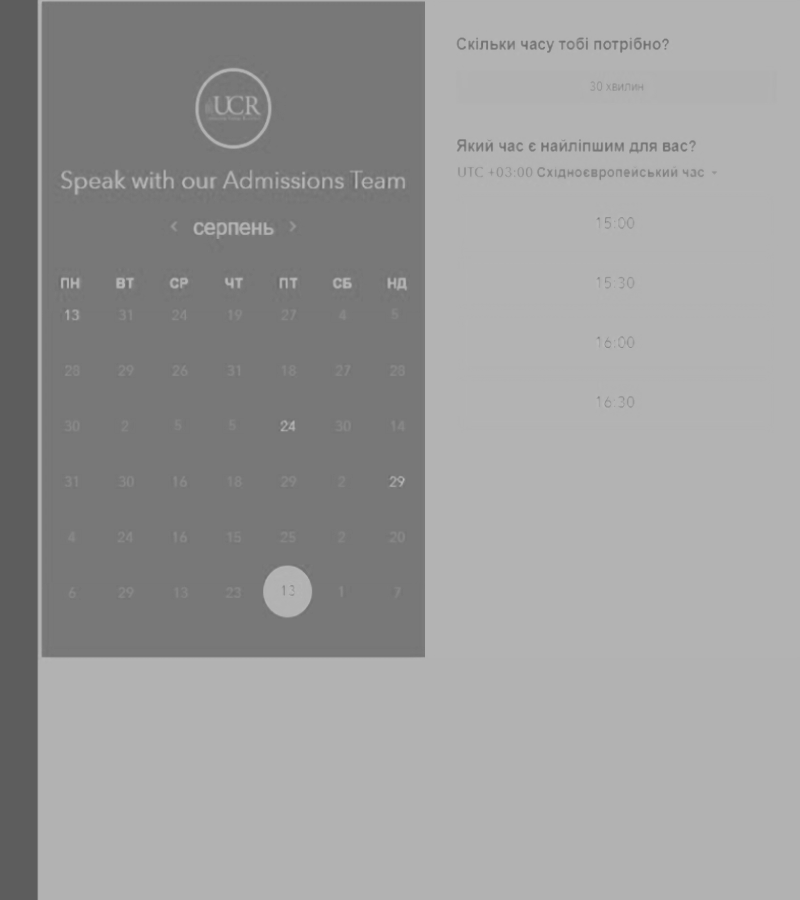 UCR
Speak with our Admissions Team
серпень
ПН ВТ СР ЧТ ПТ СБ НД
13 31 24 19 27 4 5
28 29 26 31 18 27 28
30 2 5 5 24 30 14
31 30 16 18 29 2 29
4 24 16 15 25 2 20
6 29 13 23 13 1 7
Скільки часу тобі потрібно?
30 хвилин
Який час є найліпшим для вас?
UTC +03:00 Східноєвропейський час
15:00
15:30
16:00
16:30